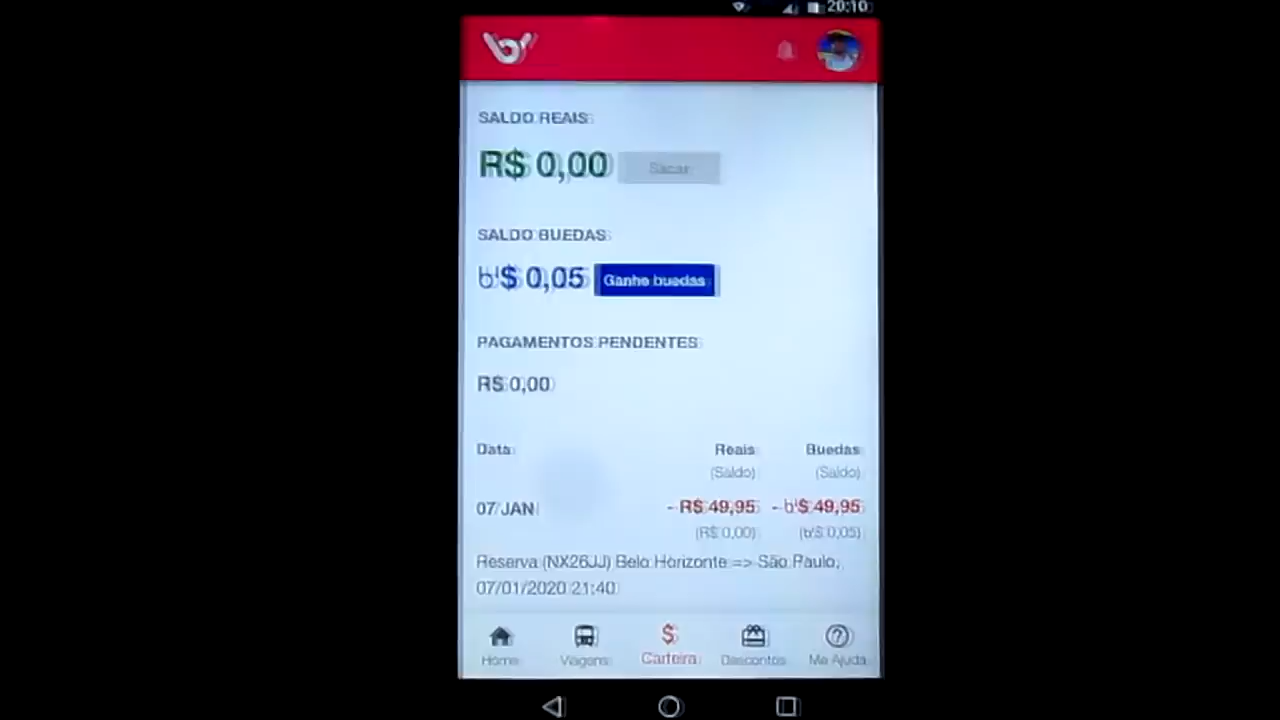 20:10
SALDO REAIS
R$ 0,00 Sacar
SALDO BUEDAS
b'$ 0,05 Ganhe buedas
PAGAMENTOS PENDENTES
R$ 0,00
Data Reais Buedas
(Saldo) (Saldo)
07 JAN - R$ 49,95 - b'$ 49,95
(R$ 0,00) (b'$ 0,05)
Reserva (NX26JJ) Belo Horizonte => São Paulo,
07/01/2020 21:40
Home Viagens Carteira Descontos Me Ajuda